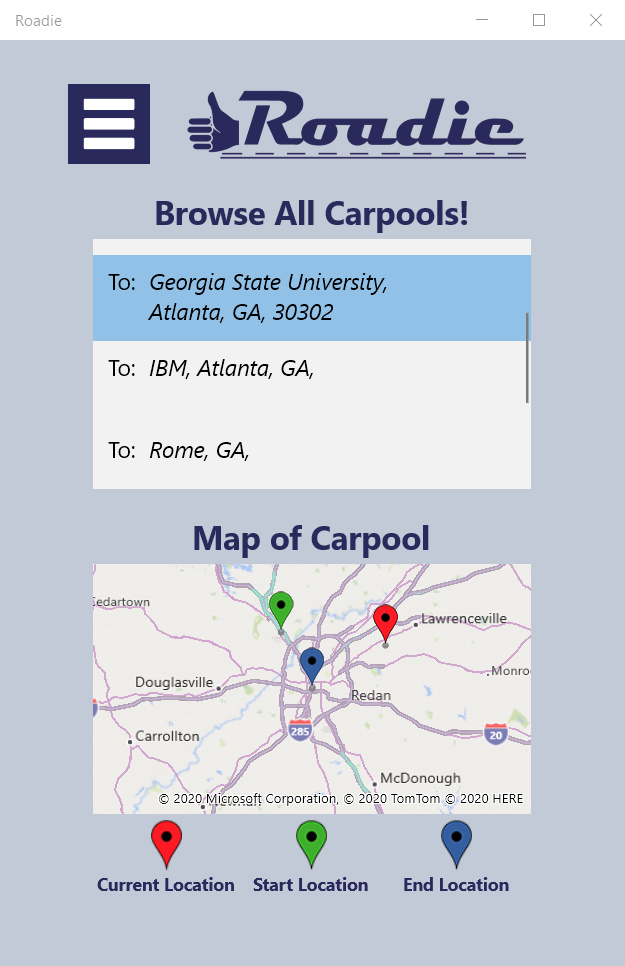 Roadie
Roadie
Browse All Carpools!
To: Georgia State University,
Atlanta, GA, 30302
To: IBM, Atlanta, GA,
To: Rome, GA,
Map of Carpool
Cedartown
Lawrenceville
Monro
Douglasville
Redan
Carrollton
285
20
McDonough
© 2020 Microsoft Corporation, © 2020 TomTom © 2020 HERE
Current Location
Start Location
End Location